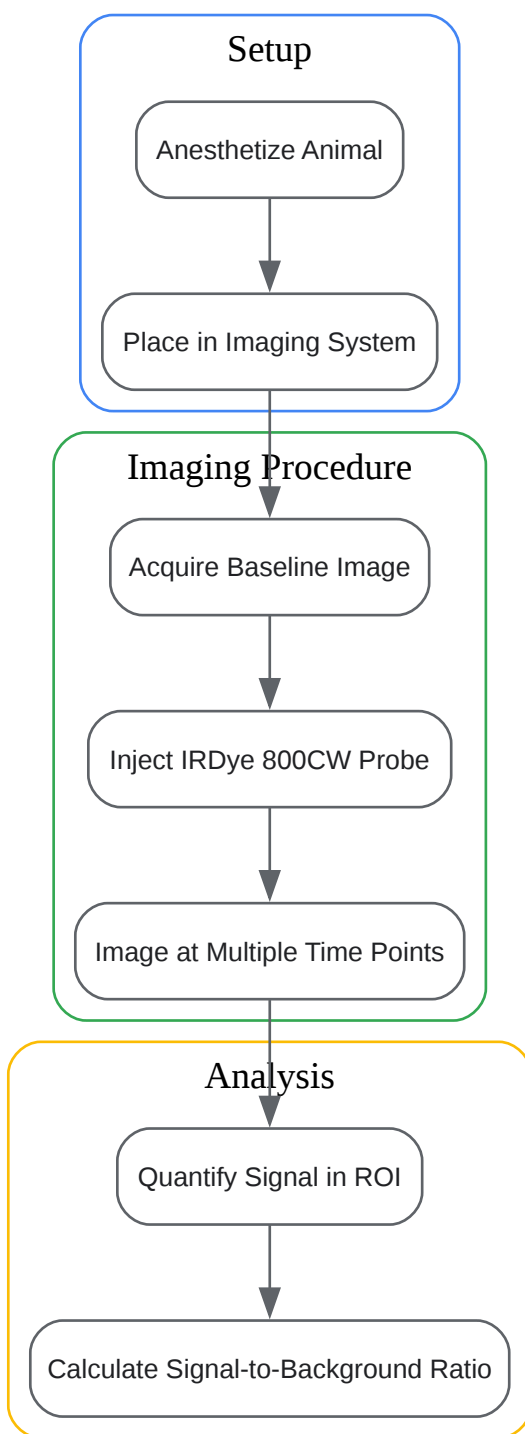 Setup
Anesthetize Animal
Place in Imaging System
Imaging Procedure
Acquire Baseline Image
Inject IRDye 800CW Probe
Image at Multiple Time Points
Analysis
Quantify Signal in ROI
Calculate Signal-to-Background Ratio